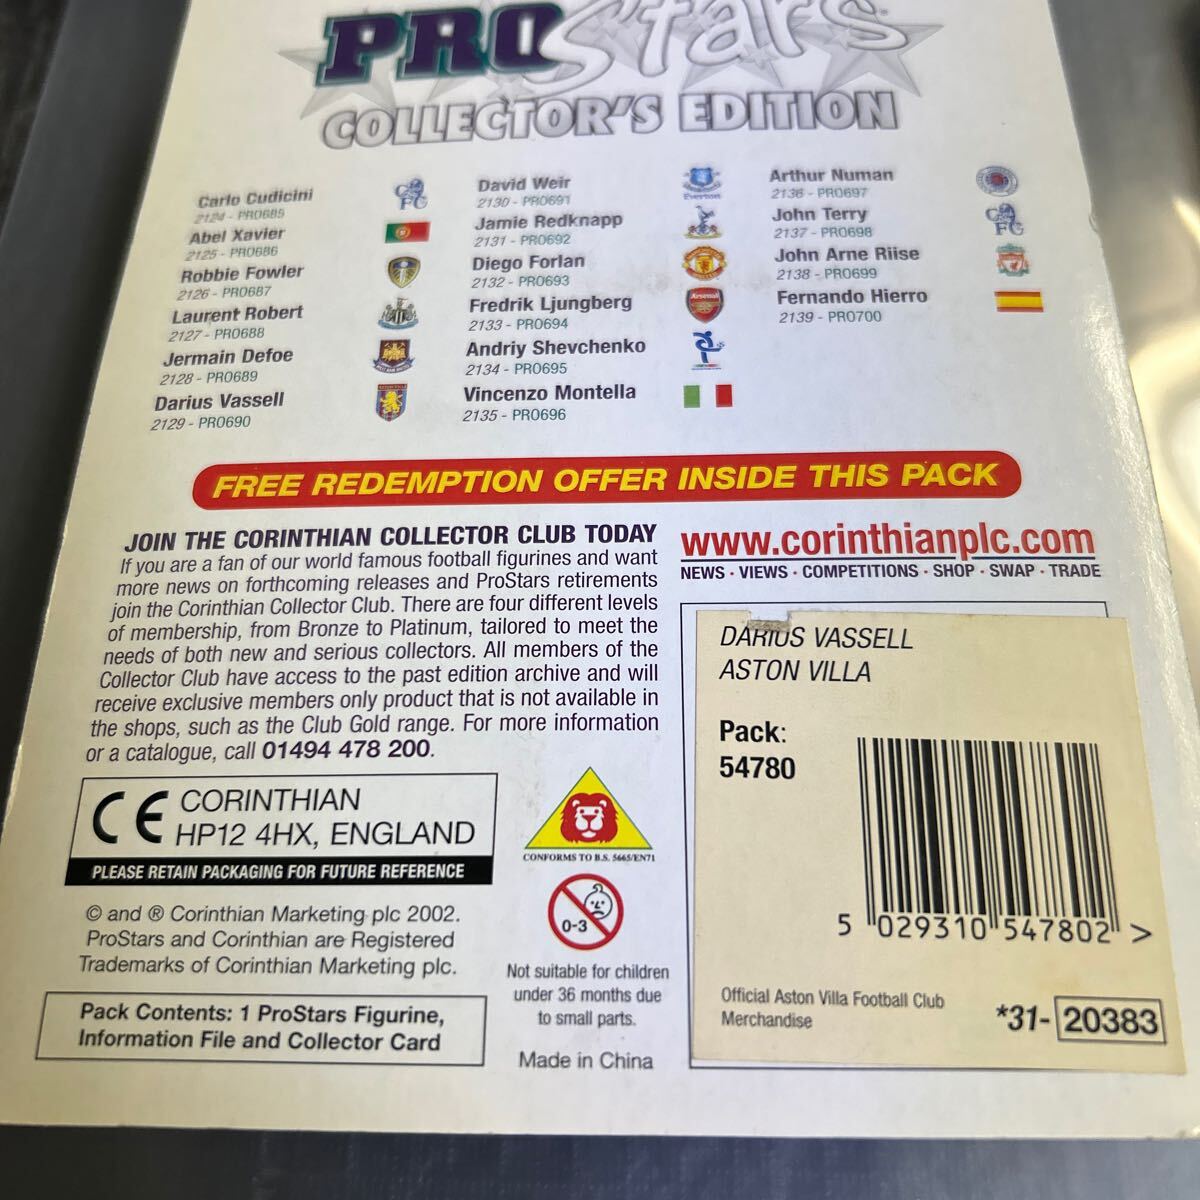 PROStars
COLLECTOR'S EDITION
Carlo Cudicini
2124 - PRO685
Abel Xavier
2125 - PRO686
Robbie Fowler
2126 - PRO687
Laurent Robert
2127 - PRO688
Jermain Defoe
2128 - PRO689
Darius Vassell
2129 - PRO690
David Weir
2130 - PRO691
Jamie Redknapp
2131 - PRO692
Diego Forlan
2132 - PRO693
Fredrik Ljungberg
2133 - PRO694
Andriy Shevchenko
2134 - PRO695
Vincenzo Montella
2135 - PRO696
Everton
Arsenal
Arthur Numan
2136 - PRO697
John Terry
2137 - PRO698
John Arne Riise
2138 - PRO699
Fernando Hierro
2139 - PRO700
FREE REDEMPTION OFFER INSIDE THIS PACK
JOIN THE CORINTHIAN COLLECTOR CLUB TODAY
If you are a fan of our world famous football figurines and want
more news on forthcoming releases and ProStars retirements
join the Corinthian Collector Club. There are four different levels
of membership, from Bronze to Platinum, tailored to meet the
needs of both new and serious collectors. All members of the
Collector Club have access to the past edition archive and will
receive exclusive members only product that is not available in
the shops, such as the Club Gold range. For more information
or a catalogue, call 01494 478 200.
www.corinthianplc.com
NEWS · VIEWS · COMPETITIONS · SHOP · SWAP · TRADE
DARIUS VASSELL
ASTON VILLA
Pack:
54780
5 029310 547802 >
Official Aston Villa Football Club
Merchandise
*31- 20383
CE CORINTHIAN
HP12 4HX, ENGLAND
PLEASE RETAIN PACKAGING FOR FUTURE REFERENCE
© and ® Corinthian Marketing plc 2002.
ProStars and Corinthian are Registered
Trademarks of Corinthian Marketing plc.
Pack Contents: 1 ProStars Figurine,
Information File and Collector Card
CONFORMS TO B.S. 5665/EN71
0-3
Not suitable for children
under 36 months due
to small parts.
Made in China